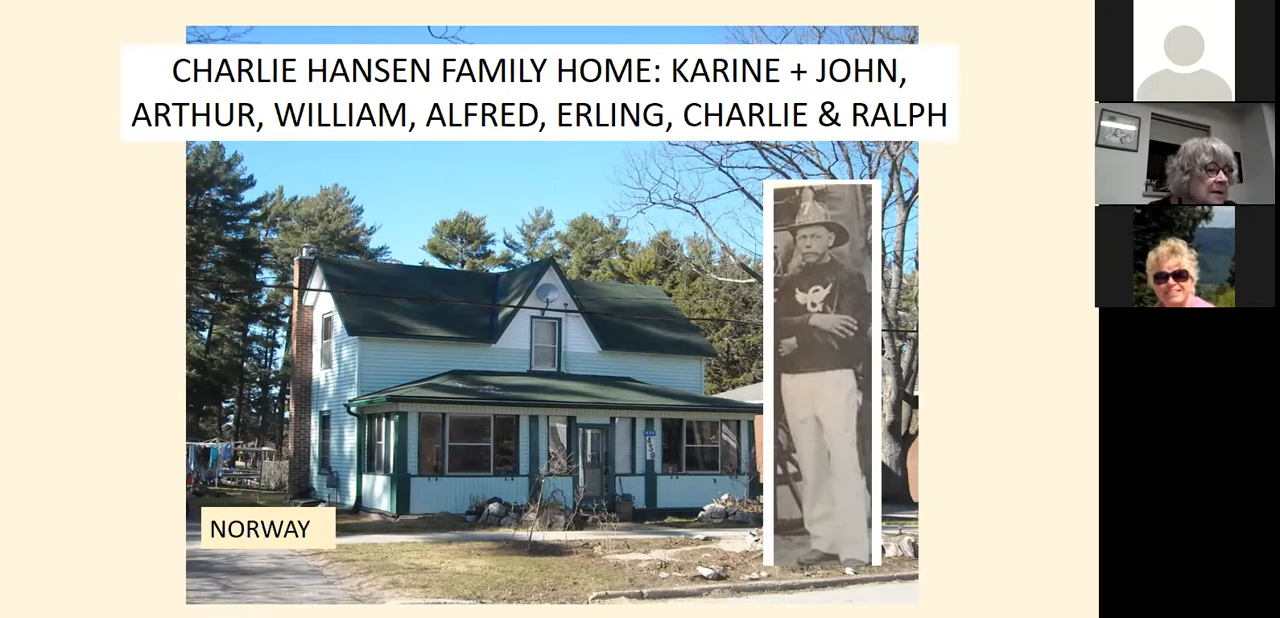 CHARLIE HANSEN FAMILY HOME: KARINE + JOHN,
ARTHUR, WILLIAM, ALFRED, ERLING, CHARLIE & RALPH
NORWAY